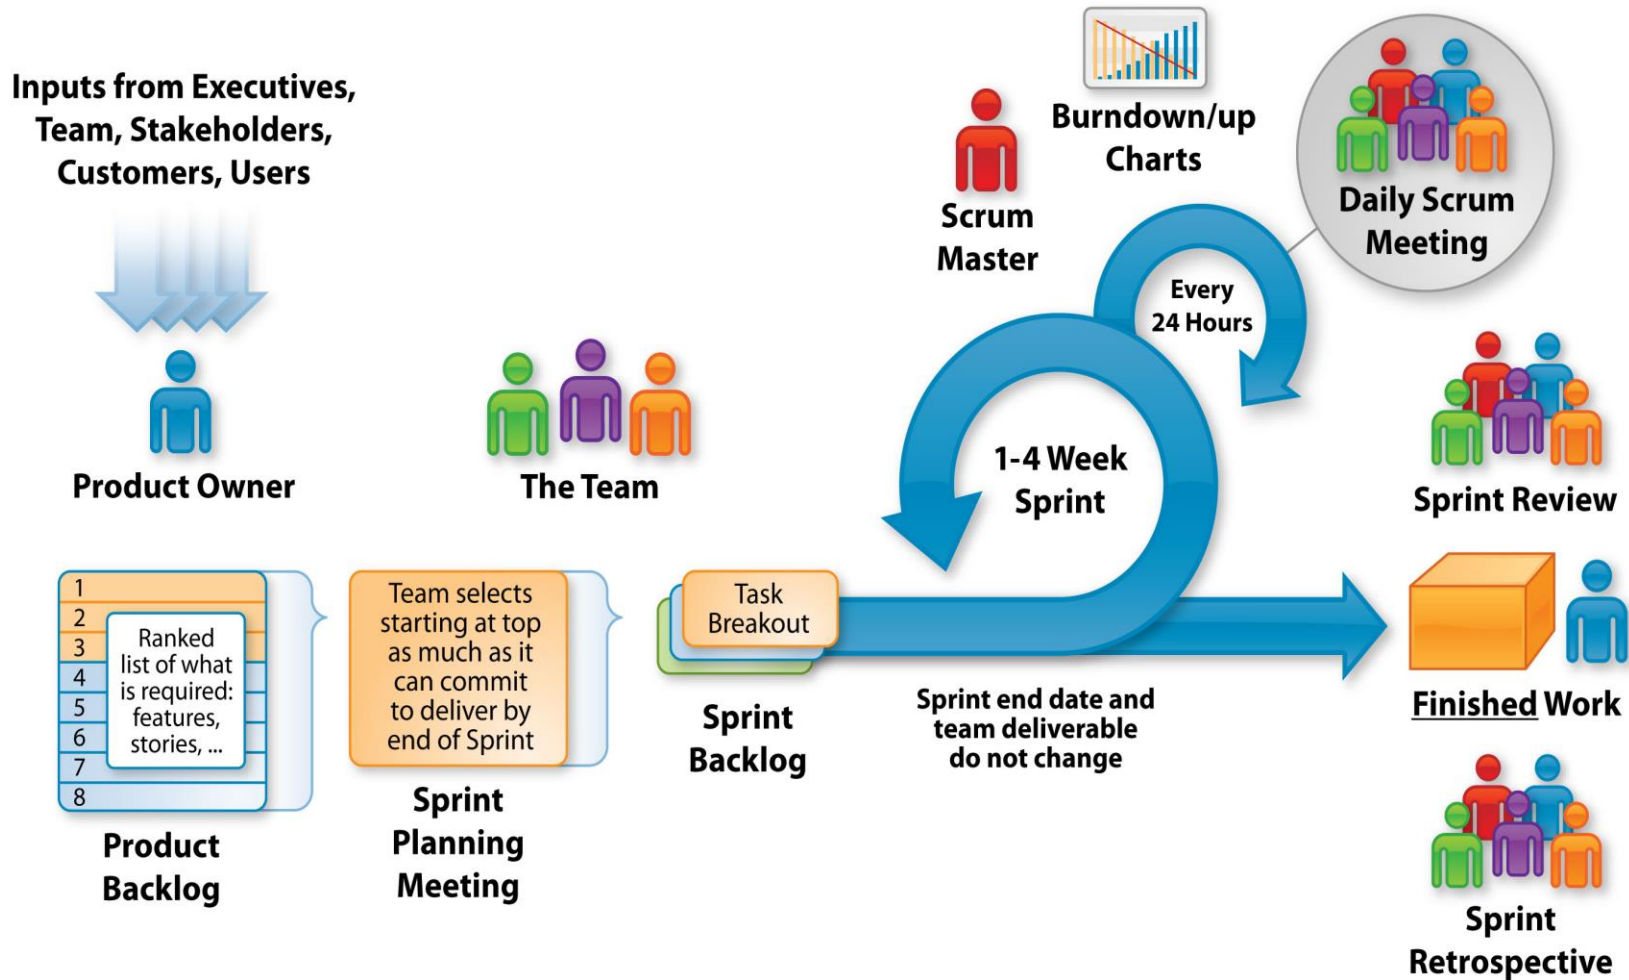 Inputs from Executives,
Team, Stakeholders,
Customers, Users
Product Owner
The Team
Scrum
Master
Burndown/up
Charts
Daily Scrum
Meeting
Every
24 Hours
1-4 Week
Sprint
Sprint Review
1
2
3
4
5
6
7
8
Ranked
list of what
is required:
features,
stories, ...
Product
Backlog
Team selects
starting at top
as much as it
can commit
to deliver by
end of Sprint
Sprint
Planning
Meeting
Task
Breakout
Sprint
Backlog
Sprint end date and
team deliverable
do not change
Finished Work
Sprint
Retrospective